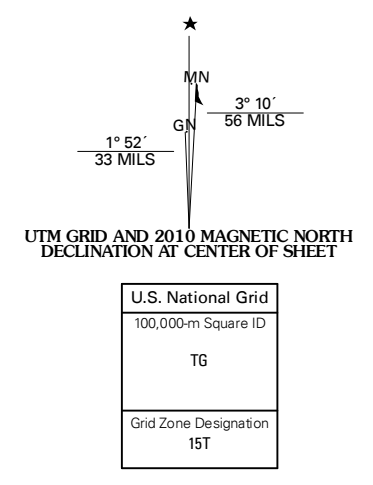 ★
MN
3° 10´
56 MILS
GN
1° 52´
33 MILS
UTM GRID AND 2010 MAGNETIC NORTH
DECLINATION AT CENTER OF SHEET
U.S. National Grid
100,000-m Square ID
TG
Grid Zone Designation
15T